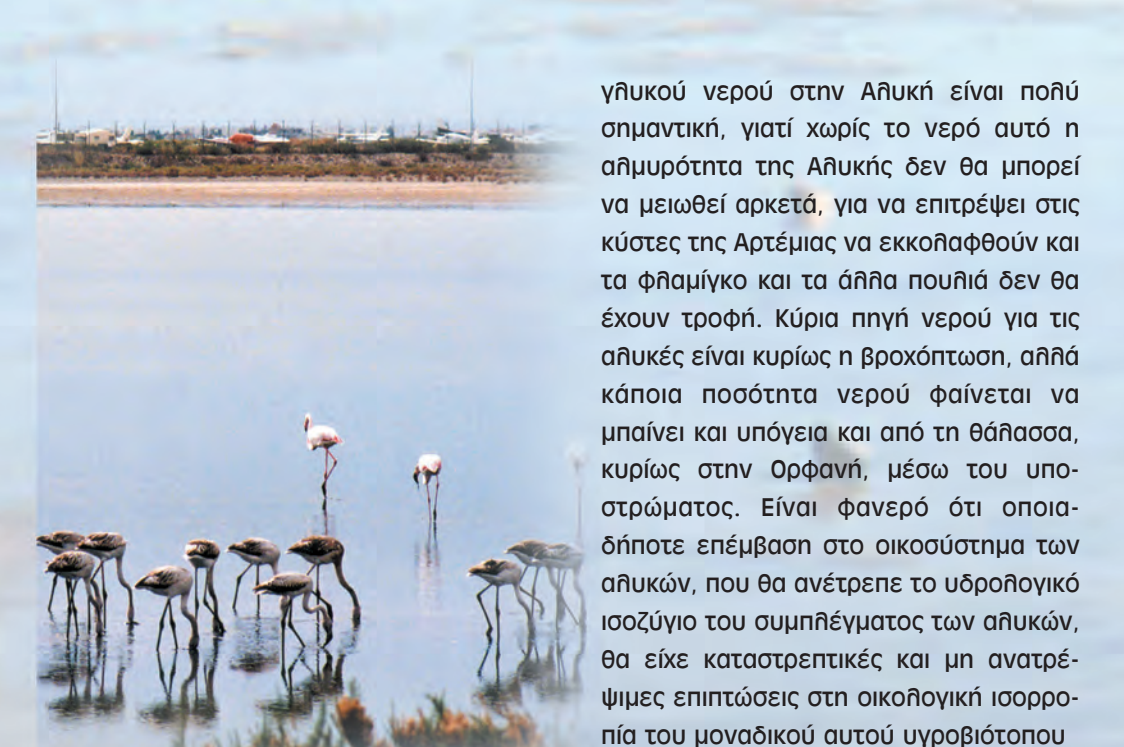 γλυκού νερού στην Αλυκή είναι πολύ
σημαντική, γιατί χωρίς το νερό αυτό η
αλμυρότητα της Αλυκής δεν θα μπορεί
να μειωθεί αρκετά, για να επιτρέψει στις
κύστες της Αρτέμιας να εκκολαφθούν και
τα φλαμίγκο και τα άλλα πουλιά δεν θα
έχουν τροφή. Κύρια πηγή νερού για τις
αλυκές είναι κυρίως η βροχόπτωση, αλλά
κάποια ποσότητα νερού φαίνεται να
μπαίνει και υπόγεια και από τη θάλασσα,
κυρίως στην Ορφανή, μέσω του υπο-
στρώματος. Είναι φανερό ότι οποια-
δήποτε επέμβαση στο οικοσύστημα των
αλυκών, που θα ανέτρεπε το υδρολογικό
ισοζύγιο του συμπλέγματος των αλυκών,
θα είχε καταστρεπτικές και μη ανατρέ-
ψιμες επιπτώσεις στη οικολογική ισορρο-
πία του μοναδικού αυτού υγροβιότοπου